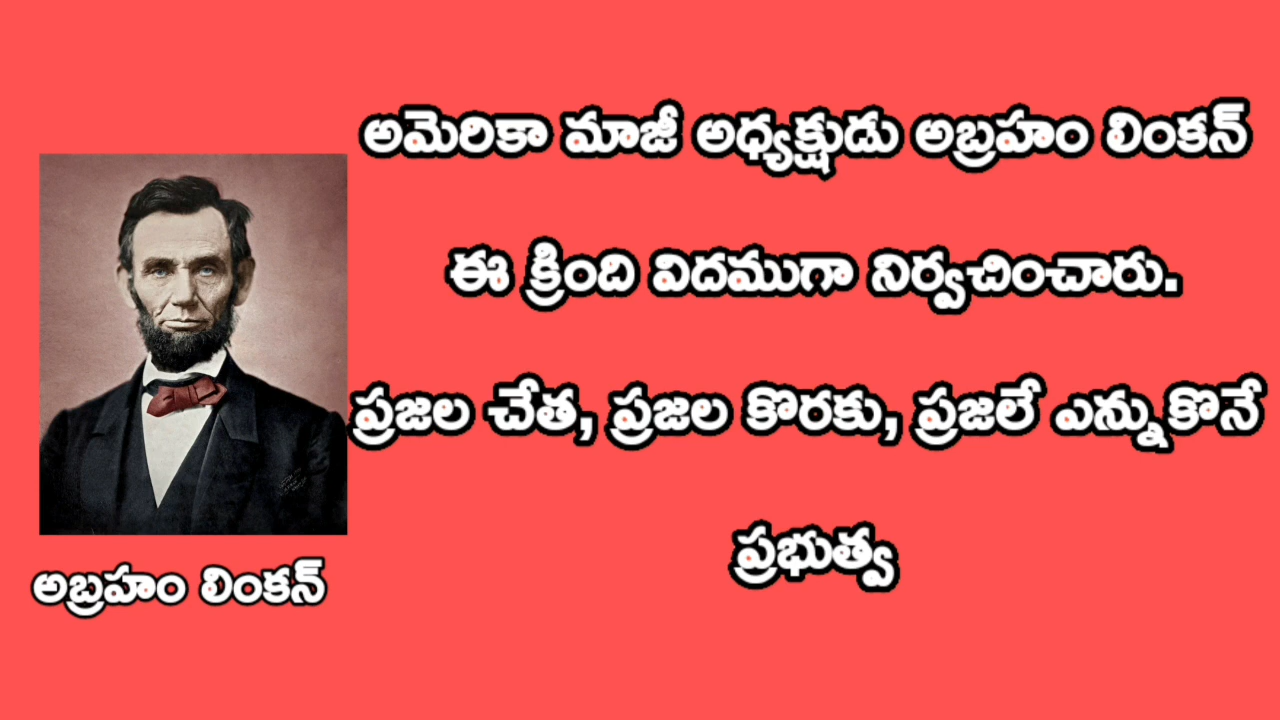 అమెరికా మాజీ అధ్యక్షుడు అబ్రహం లింకన్
ఈ క్రింది విదముగా నిర్వచించారు.
ప్రజల చేత, ప్రజల కొరకు, ప్రజలే ఎన్నుకొనే
ప్రభుత్వ
అబ్రహం లింకన్